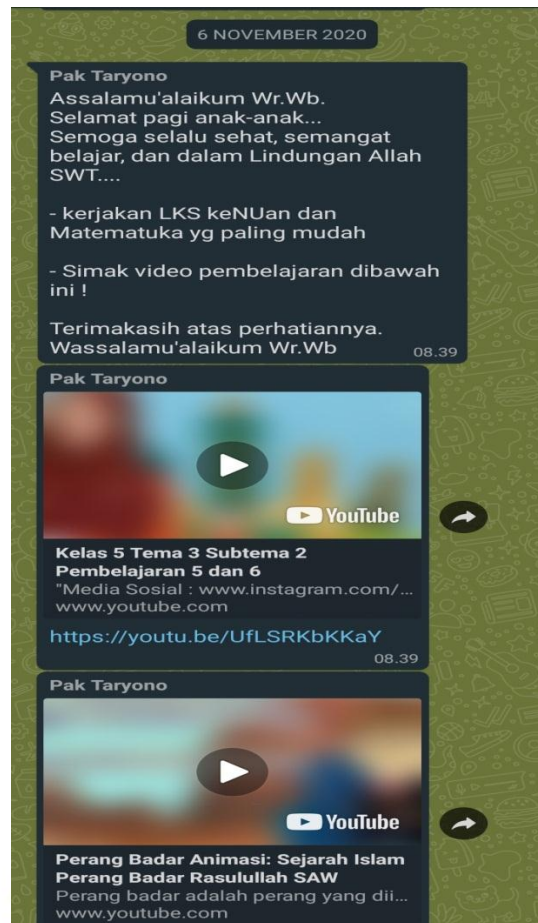 6 NOVEMBER 2020
Pak Taryono
Assalamu'alaikum Wr.Wb.
Selamat pagi anak-anak...
Semoga selalu sehat, semangat
belajar, dan dalam Lindungan Allah
SWT....
- kerjakan LKS keNUan dan
Matematuka yg paling mudah
- Simak video pembelajaran dibawah
ini !
Terimakasih atas perhatiannya.
Wassalamu'alaikum Wr.Wb
08.39
Pak Taryono
YouTube
Kelas 5 Tema 3 Subtema 2
Pembelajaran 5 dan 6
"Media Sosial : www.instagram.com/...
www.youtube.com
https://youtu.be/UfLSRKbKKaY
08.39
Pak Taryono
YouTube
Perang Badar Animasi: Sejarah Islam
Perang Badar Rasulullah SAW
Perang badar adalah perang yang dii...
www.youtube.com